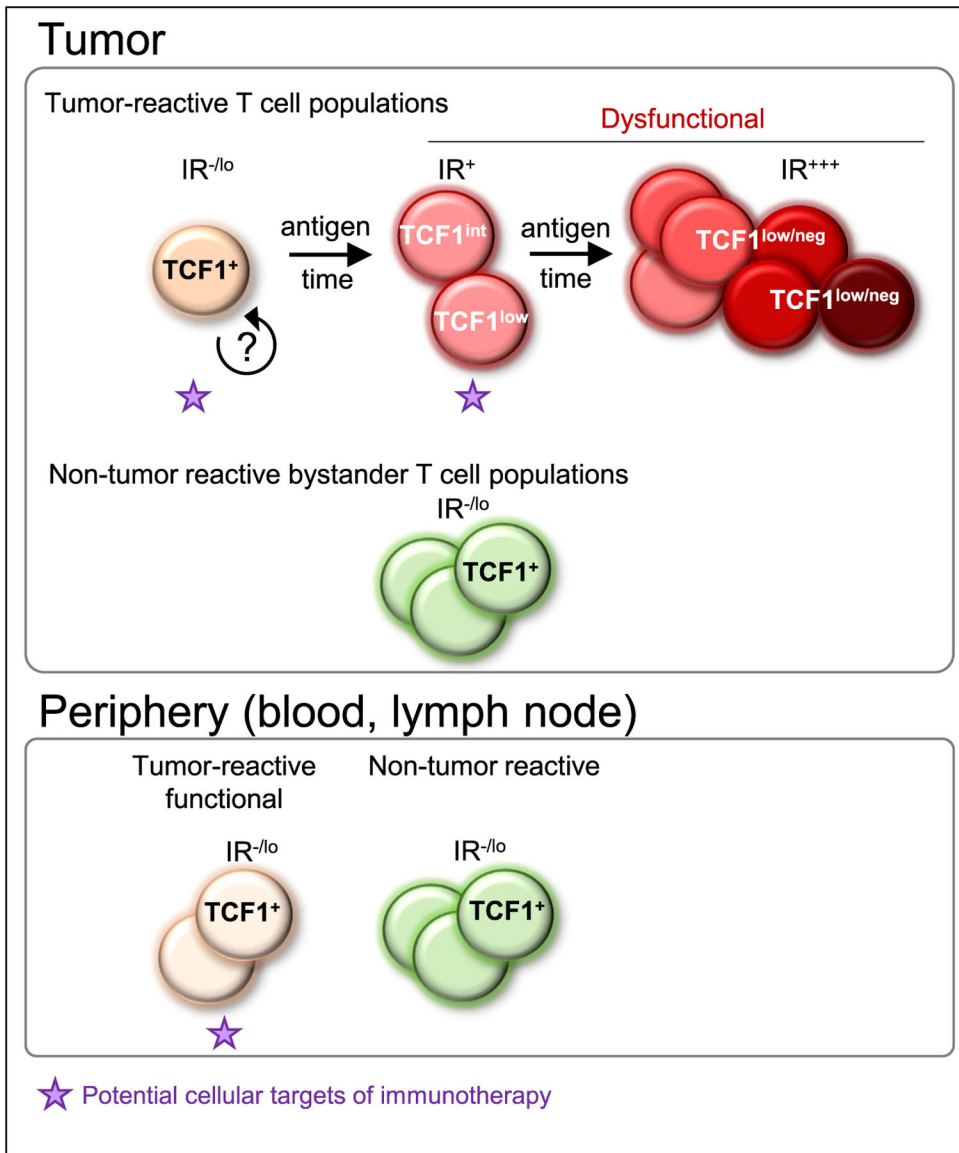 Tumor
Tumor-reactive T cell populations
Dysfunctional
IR-/lo
IR+
IR+++
TCF1+
antigen
time
TCF1int
TCF1low
antigen
time
TCF1low/neg
TCF1low/neg
?
Non-tumor reactive bystander T cell populations
IR-/lo
TCF1+
Periphery (blood, lymph node)
Tumor-reactive
functional
Non-tumor reactive
IR-/lo
IR-/lo
TCF1+
TCF1+
Potential cellular targets of immunotherapy